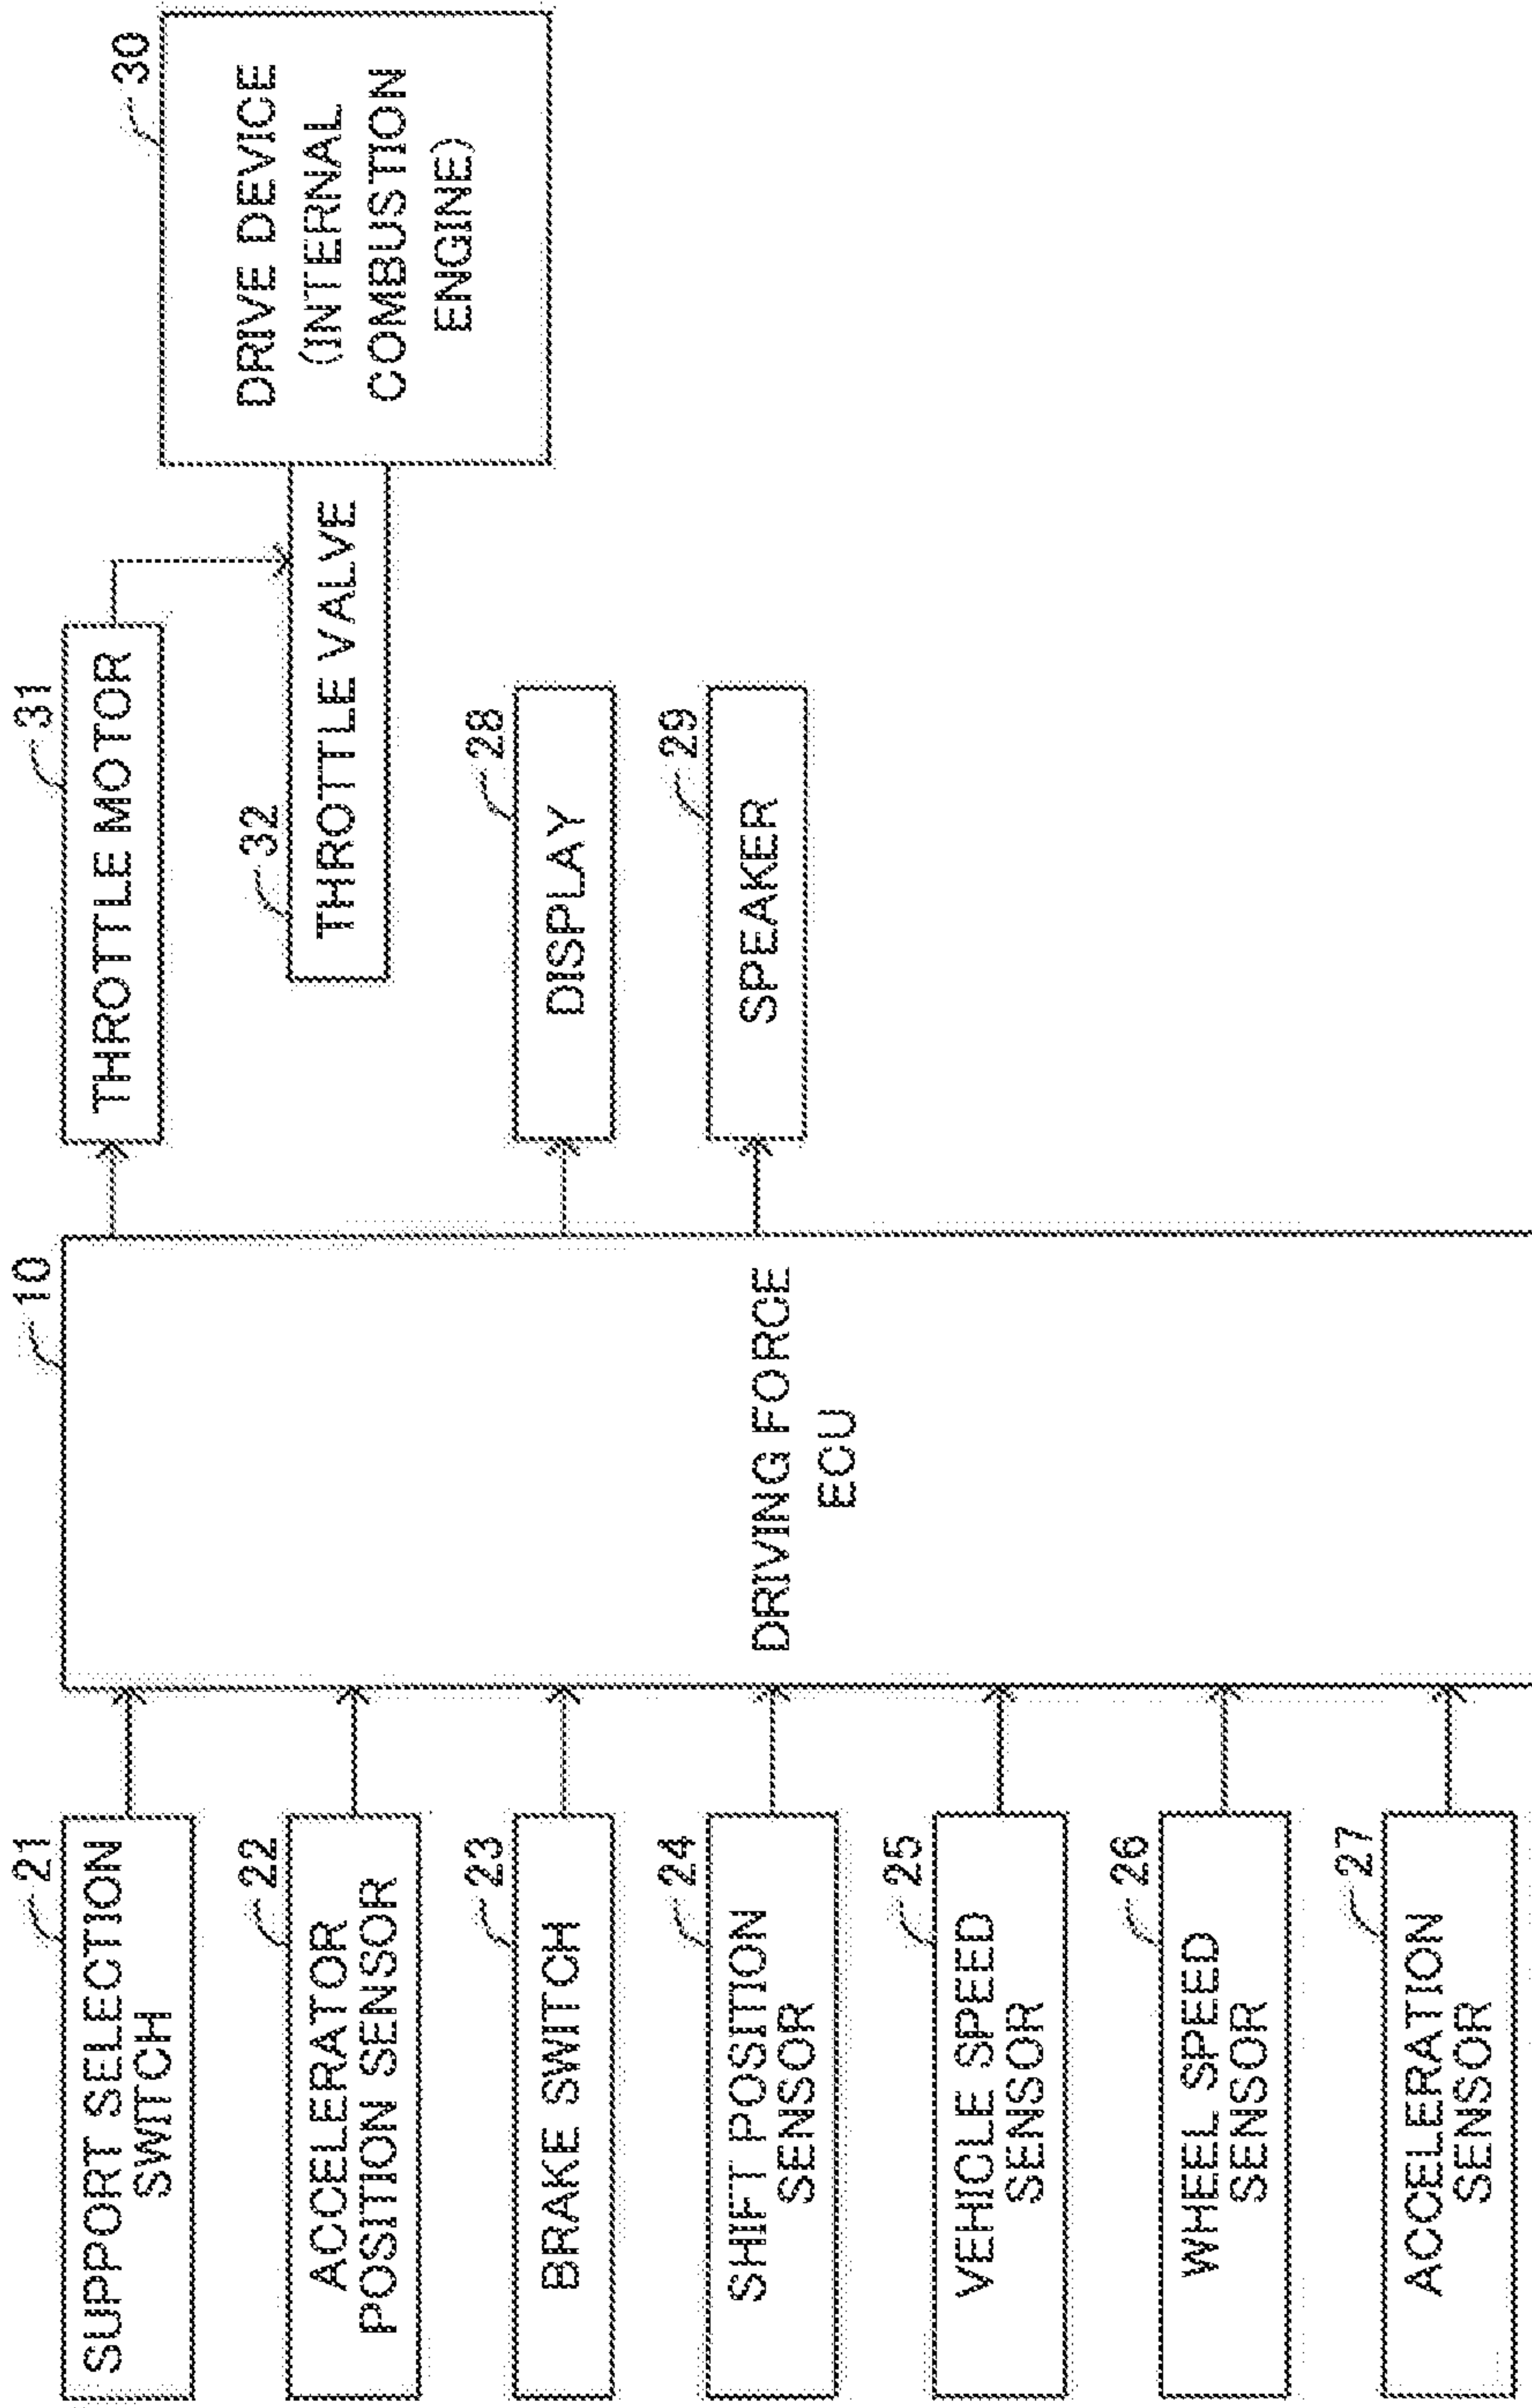 10
DRIVING FORCE
ECU
21
SUPPORT SELECTION
SWITCH
22
ACCELERATOR
POSITION SENSOR
23
BRAKE SWITCH
24
SHIFT POSITION
SENSOR
25
VEHICLE SPEED
SENSOR
26
WHEEL SPEED
SENSOR
27
ACCELERATION
SENSOR
31
THROTTLE MOTOR
32
THROTTLE VALVE
28
DISPLAY
29
SPEAKER
30
DRIVE DEVICE
(INTERNAL
COMBUSTION
ENGINE)